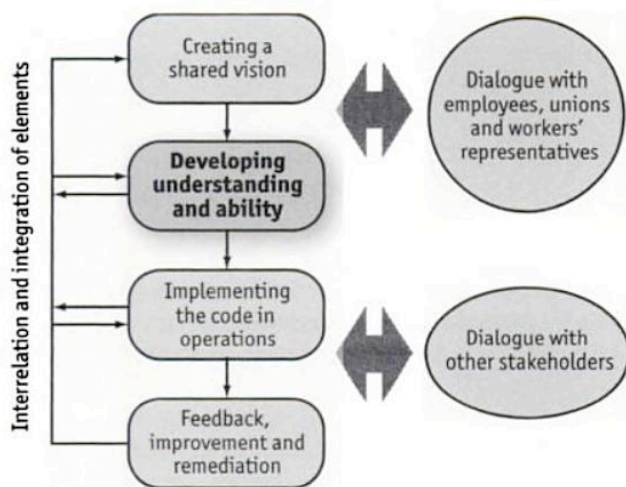 Interrelation and integration of elements
Creating a
shared vision
Developing
understanding
and ability
Implementing
the code in
operations
Feedback,
improvement and
remediation
Dialogue with
employees, unions
and workers'
representatives
Dialogue with
other stakeholders